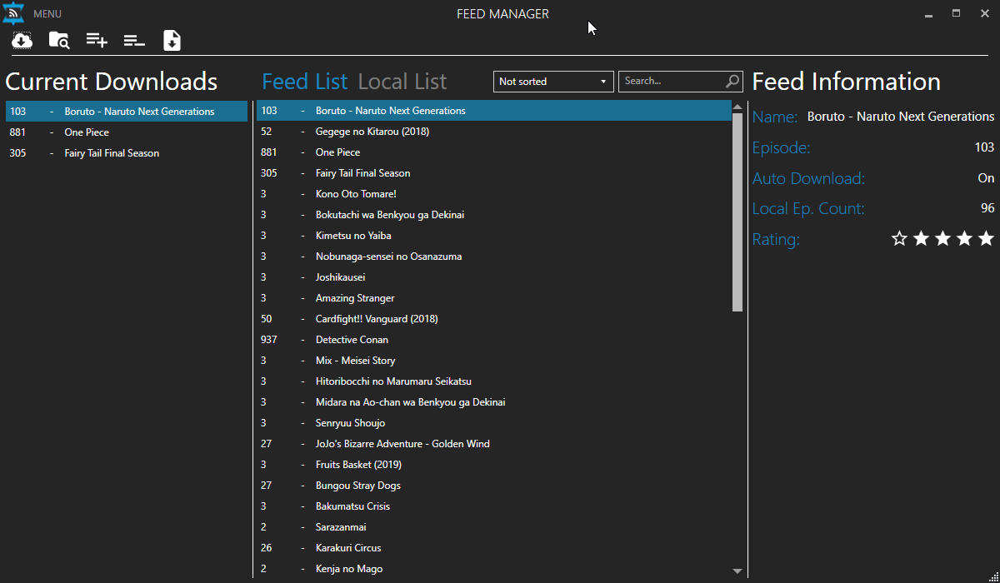 MENU
FEED MANAGER
Current Downloads
103 - Boruto - Naruto Next Generations
881 - One Piece
305 - Fairy Tail Final Season
Feed List Local List
Not sorted
Search...
103 - Boruto - Naruto Next Generations
52 - Gegege no Kitarou (2018)
881 - One Piece
305 - Fairy Tail Final Season
3 - Kono Oto Tomare!
3 - Bokutachi wa Benkyou ga Dekinai
3 - Kimetsu no Yaiba
3 - Nobunaga-sensei no Osanazuma
3 - Joshikausei
3 - Amazing Stranger
50 - Cardfight!! Vanguard (2018)
937 - Detective Conan
3 - Mix - Meisei Story
3 - Hitoribocchi no Marumaru Seikatsu
3 - Midara na Ao-chan wa Benkyou ga Dekinai
3 - Senryuu Shoujo
27 - JoJo's Bizarre Adventure - Golden Wind
3 - Fruits Basket (2019)
27 - Bungou Stray Dogs
3 - Bakumatsu Crisis
2 - Sarazanmai
26 - Karakuri Circus
2 - Kenja no Mago
Feed Information
Name: Boruto - Naruto Next Generations
Episode: 103
Auto Download: On
Local Ep. Count: 96
Rating: